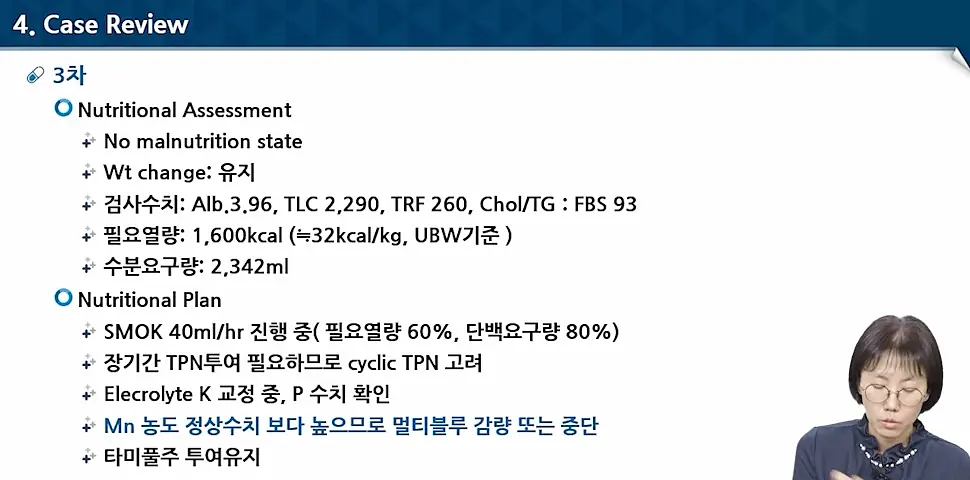 4. Case Review
3차
Nutritional Assessment
No malnutrition state
Wt change: 유지
검사수치: Alb.3.96, TLC 2,290, TRF 260, Chol/TG : FBS 93
필요열량: 1,600kcal (≒32kcal/kg, UBW기준 )
수분요구량: 2,342ml
Nutritional Plan
SMOK 40ml/hr 진행 중( 필요열량 60%, 단백요구량 80%)
장기간 TPN투여 필요하므로 cyclic TPN 고려
Elecrolyte K 교정 중, P 수치 확인
Mn 농도 정상수치 보다 높으므로 멀티블루 감량 또는 중단
타미풀주 투여유지